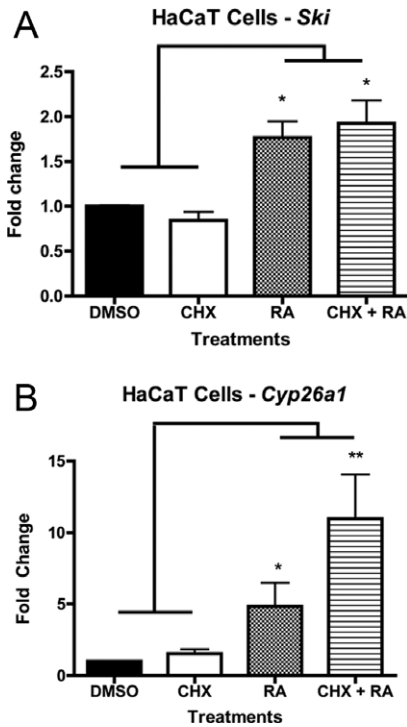 A
HaCaT Cells - Ski
Fold change
2.5
2.0
1.5
1.0
0.5
0.0
* *
DMSO CHX RA CHX + RA
Treatments
B
HaCaT Cells - Cyp26a1
Fold Change
15
10
5
0
* **
DMSO CHX RA CHX + RA
Treatments